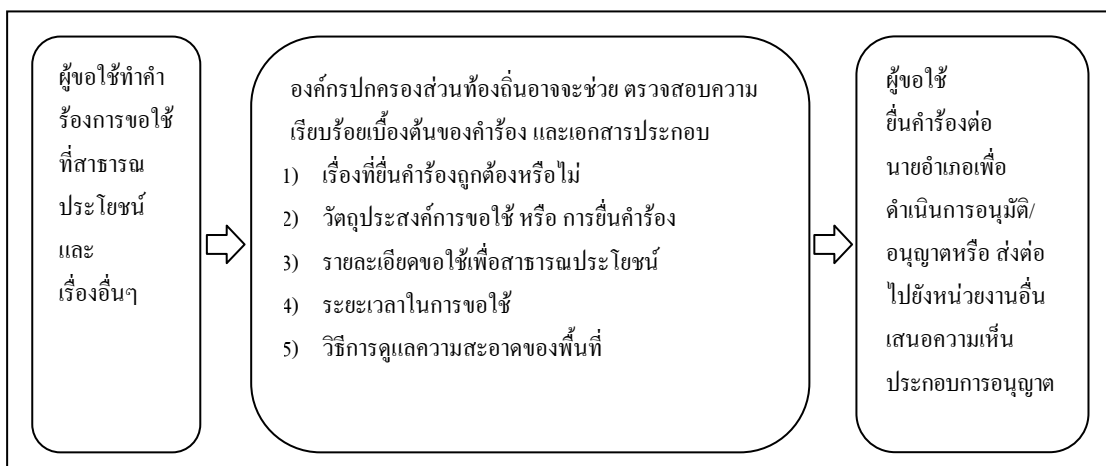 ผู้ขอใช้ทำคำ
ร้องการขอใช้
ที่สาธารณ
ประโยชน์
และ
เรื่องอื่นๆ
องค์กรปกครองส่วนท้องถิ่นอาจจะช่วย ตรวจสอบความ
เรียบร้อยเบื้องต้นของคำร้อง และเอกสารประกอบ
1) เรื่องที่ยื่นคำร้องถูกต้องหรือไม่
2) วัตถุประสงค์การขอใช้ หรือ การยื่นคำร้อง
3) รายละเอียดขอใช้เพื่อสาธารณประโยชน์
4) ระยะเวลาในการขอใช้
5) วิธีการดูแลความสะอาดของพื้นที่
ผู้ขอใช้
ยื่นคำร้องต่อ
นายอำเภอเพื่อ
ดำเนินการอนุมัติ/
อนุญาตหรือ ส่งต่อ
ไปยังหน่วยงานอื่น
เสนอความเห็น
ประกอบการอนุญาต